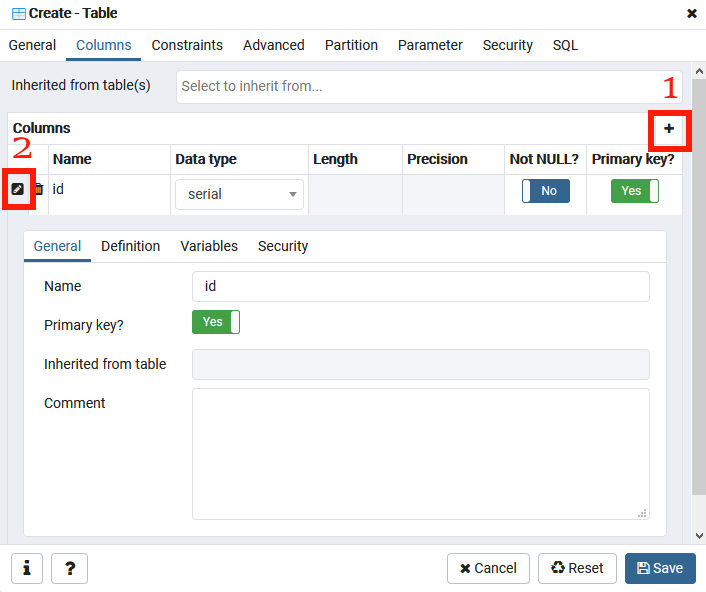 Create - Table
General Columns Constraints Advanced Partition Parameter Security SQL
Inherited from table(s) Select to inherit from... 1
Columns
2
Name Data type Length Precision Not NULL? Primary key?
id serial No Yes
General Definition Variables Security
Name id
Primary key? Yes
Inherited from table
Comment
i ? Cancel Reset Save